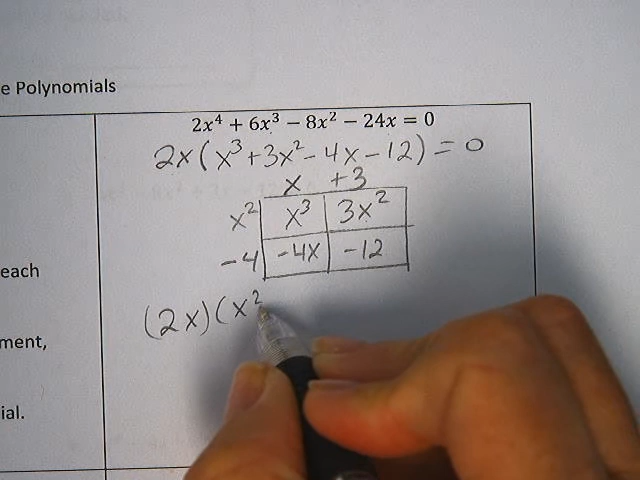 e Polynomials
2x⁴ + 6x³ − 8x² − 24x = 0
2x(x³+3x²-4x-12) = 0
x +3
x² x³ 3x²
each
-4 -4x -12
(2x)(x²
ment,
ial.